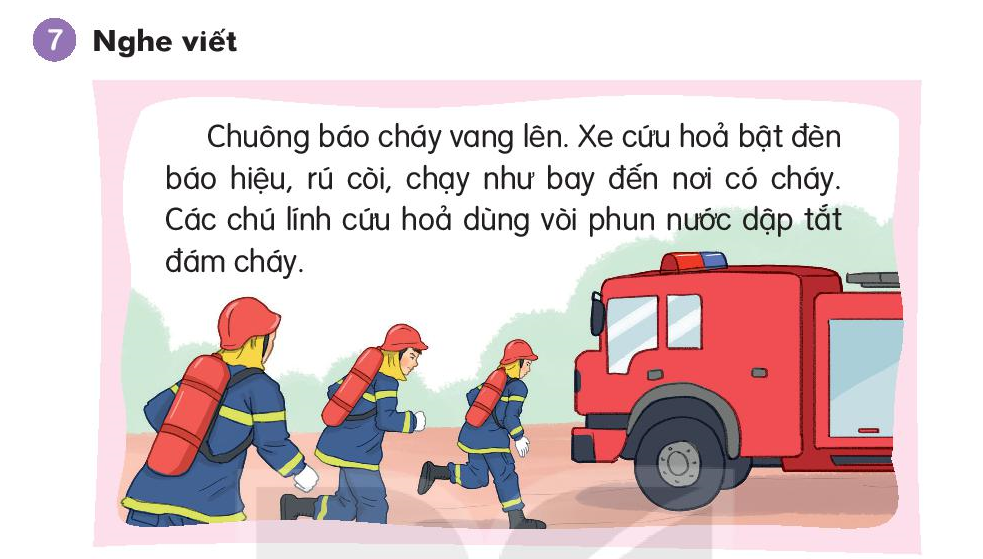 7 Nghe viết
Chuông báo cháy vang lên. Xe cứu hoả bật đèn
báo hiệu, rú còi, chạy như bay đến nơi có cháy.
Các chú lính cứu hoả dùng vòi phun nước dập tắt
đám cháy.